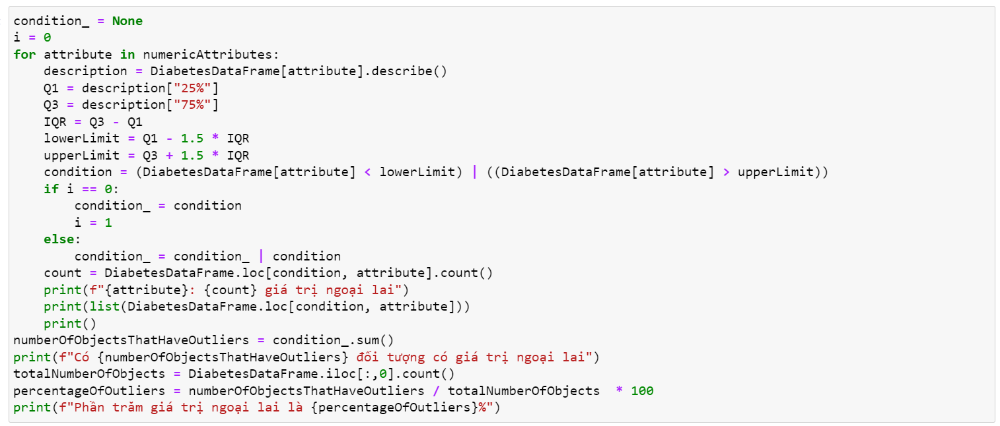 condition_ = None
i = 0
for attribute in numericAttributes:
    description = DiabetesDataFrame[attribute].describe()
    Q1 = description["25%"]
    Q3 = description["75%"]
    IQR = Q3 - Q1
    lowerLimit = Q1 - 1.5 * IQR
    upperLimit = Q3 + 1.5 * IQR
    condition = (DiabetesDataFrame[attribute] < lowerLimit) | ((DiabetesDataFrame[attribute] > upperLimit))
    if i == 0:
        condition_ = condition
        i = 1
    else:
        condition_ = condition_ | condition
    count = DiabetesDataFrame.loc[condition, attribute].count()
    print(f"{attribute}: {count} giá trị ngoại lai")
    print(list(DiabetesDataFrame.loc[condition, attribute]))
    print()
numberOfObjectsThatHaveOutliers = condition_.sum()
print(f"Có {numberOfObjectsThatHaveOutliers} đối tượng có giá trị ngoại lai")
totalNumberOfObjects = DiabetesDataFrame.iloc[:,0].count()
percentageOfOutliers = numberOfObjectsThatHaveOutliers / totalNumberOfObjects  * 100
print(f"Phần trăm giá trị ngoại lai là {percentageOfOutliers}%")